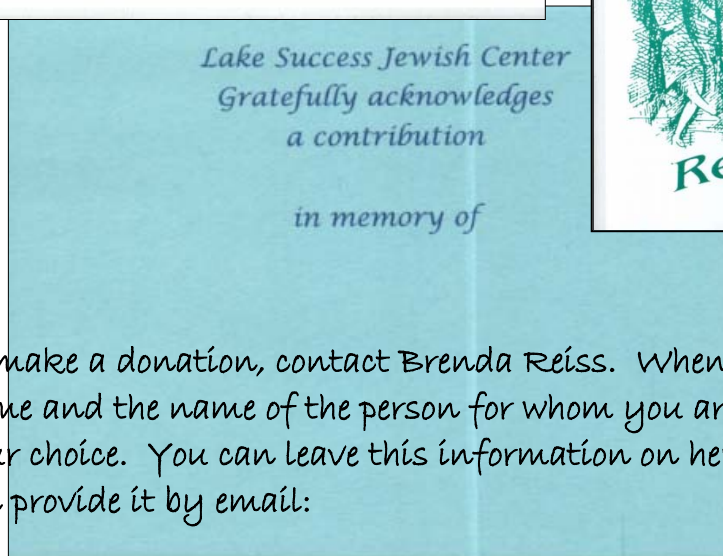 Lake Success Jewish Center
Gratefully acknowledges
a contribution
in memory of
Re
make a donation, contact Brenda Reiss. When
me and the name of the person for whom you ar
r choice. You can leave this information on he
provide it by email: